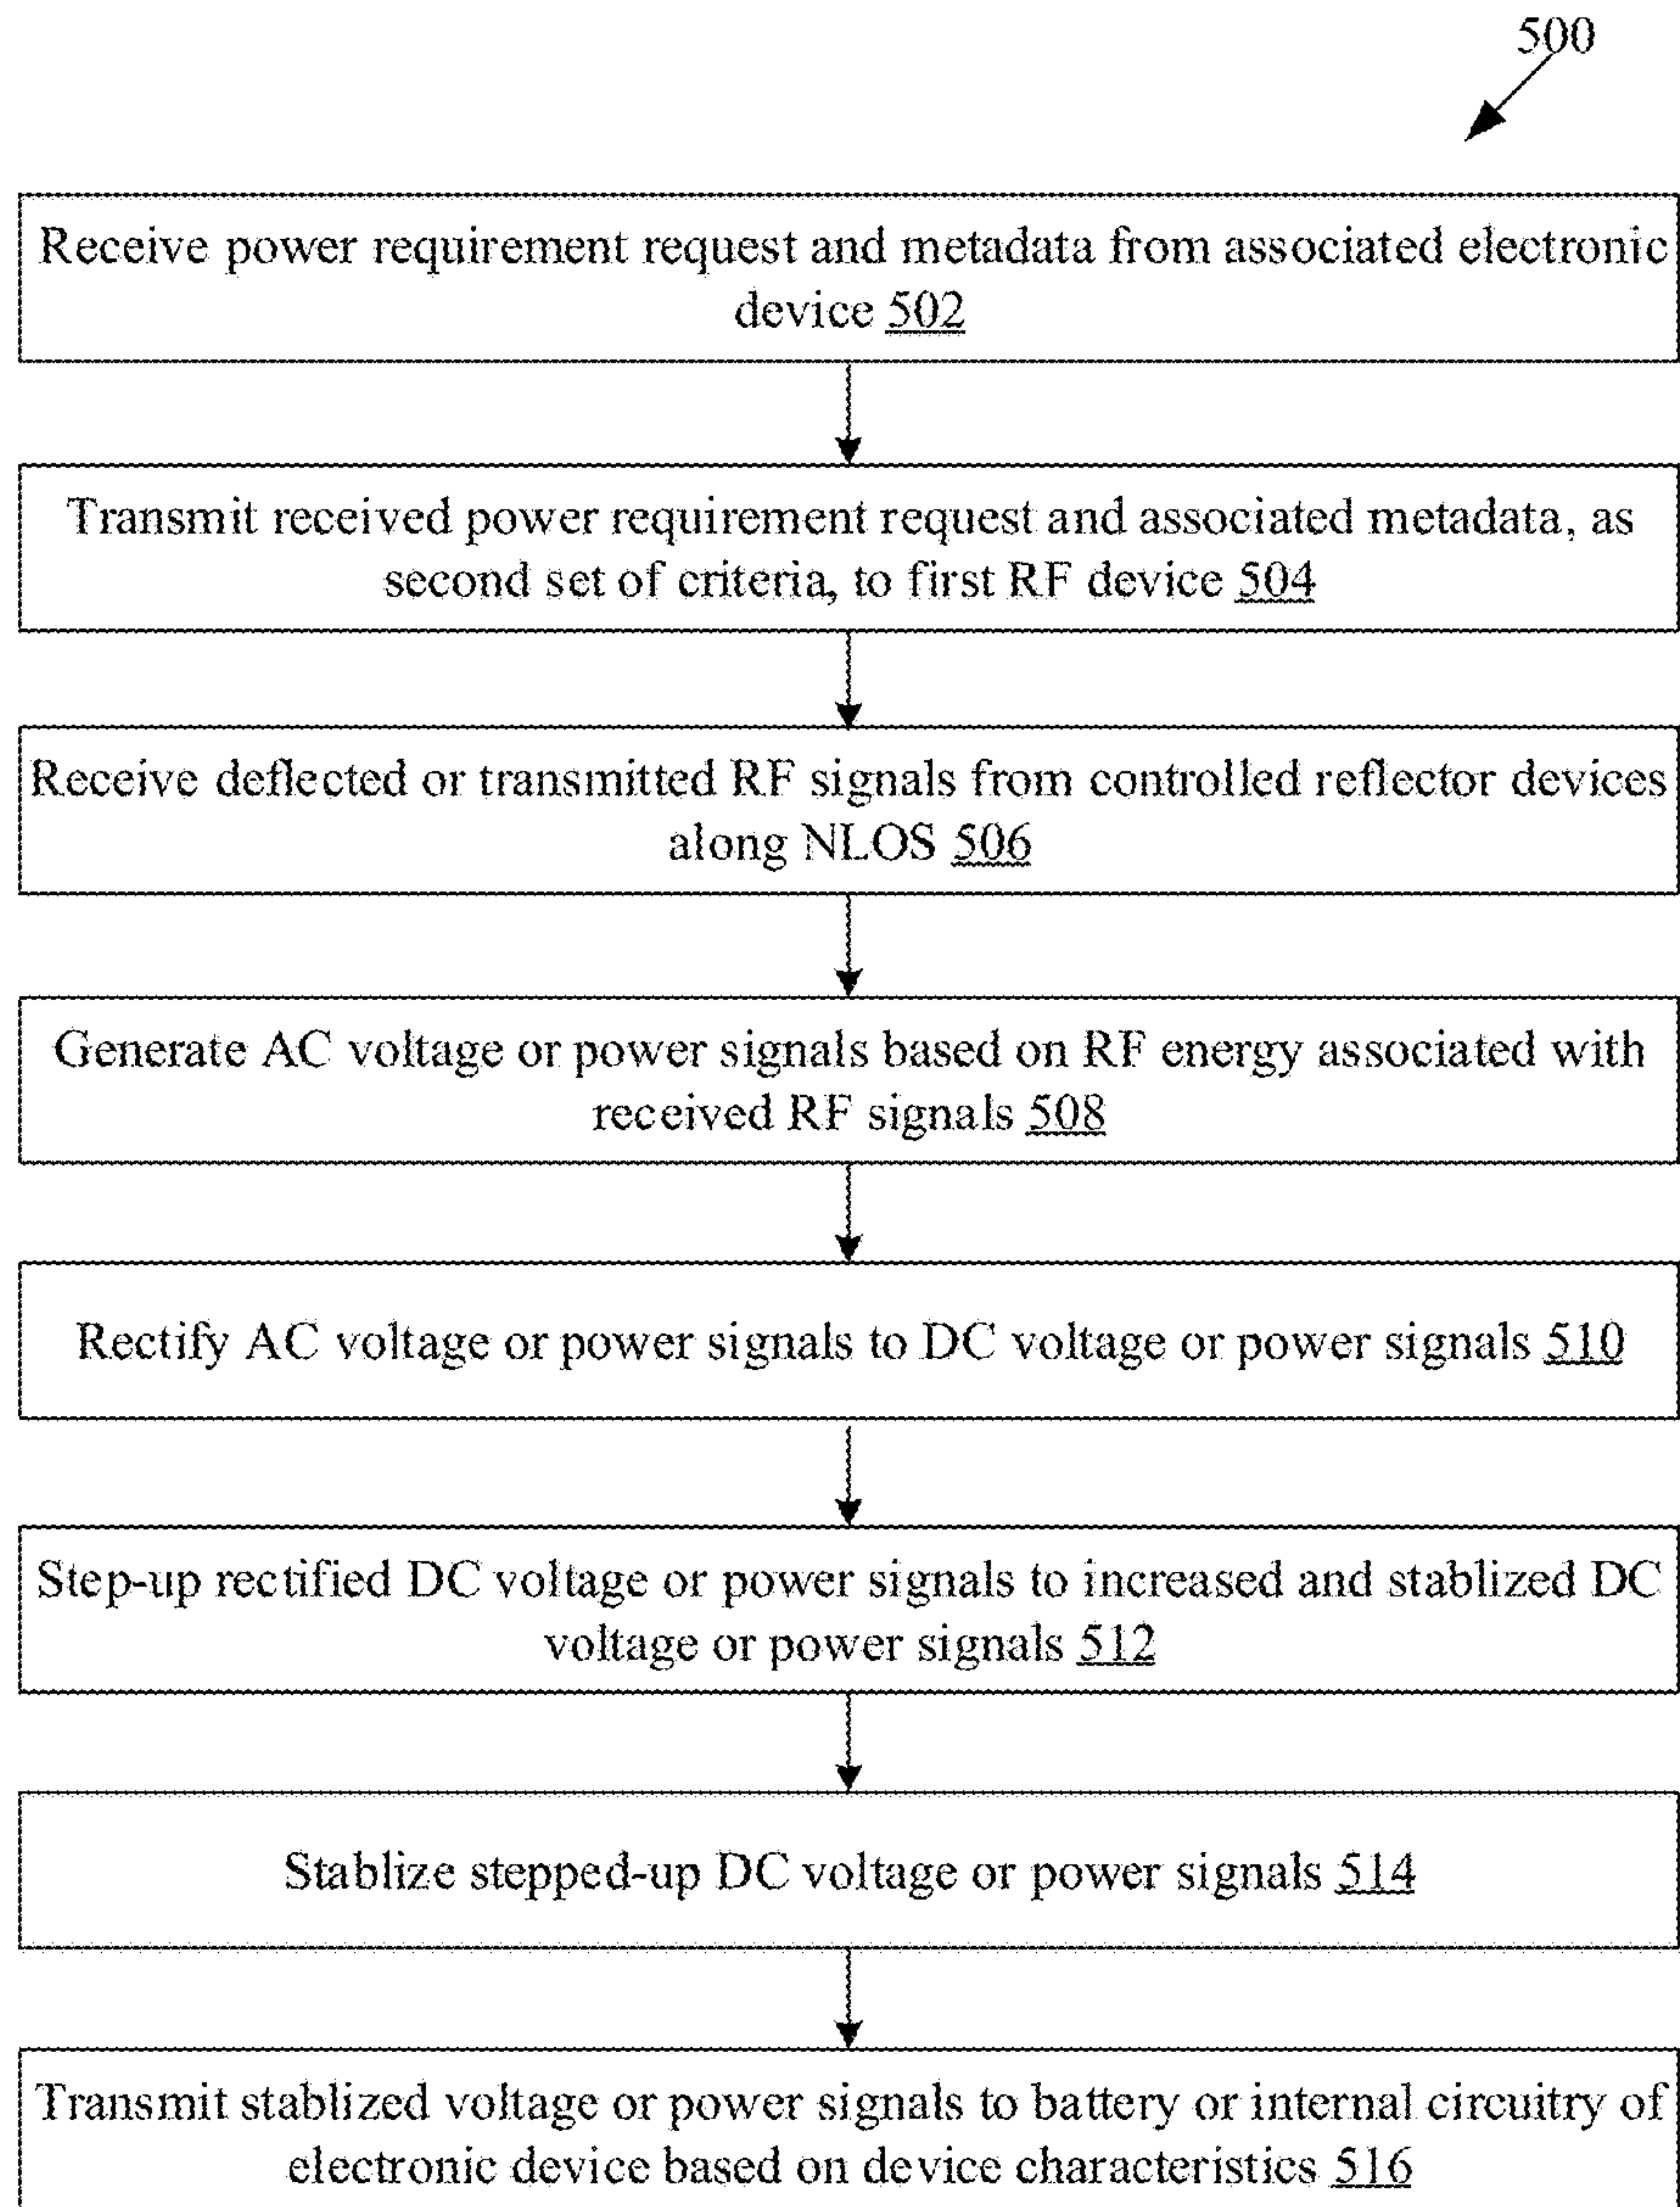 500
Receive power requirement request and metadata from associated electronic
device 502
Transmit received power requirement request and associated metadata, as
second set of criteria, to first RF device 504
Receive deflected or transmitted RF signals from controlled reflector devices
along NLOS 506
Generate AC voltage or power signals based on RF energy associated with
received RF signals 508
Rectify AC voltage or power signals to DC voltage or power signals 510
Step-up rectified DC voltage or power signals to increased and stablized DC
voltage or power signals 512
Stablize stepped-up DC voltage or power signals 514
Transmit stablized voltage or power signals to battery or internal circuitry of
electronic device based on device characteristics 516